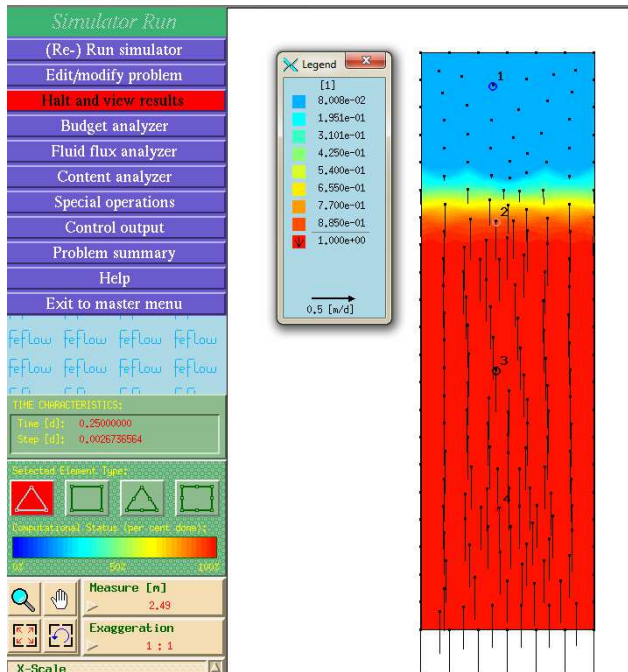 Simulator Run
(Re-) Run simulator
Edit/modify problem
Halt and view results
Budget analyzer
Fluid flux analyzer
Content analyzer
Special operations
Control output
Problem summary
Help
Exit to master menu
feflow feflow feflow feflow
feflow feflow feflow feflow
TIME CHARACTERISTICS:
Time [d]: 0.25000000
Step [d]: 0.0026736564
Selected Element Type:
Computational Status (per cent done):
0% 50% 100%
Measure [m]
2.49
Exaggeration
1 : 1
X-Scale
Legend
[1]
8.008e-02
1.951e-01
3.101e-01
4.250e-01
5.400e-01
6.550e-01
7.700e-01
8.850e-01
1.000e+00
0.5 [m/d]
1
2
3
4